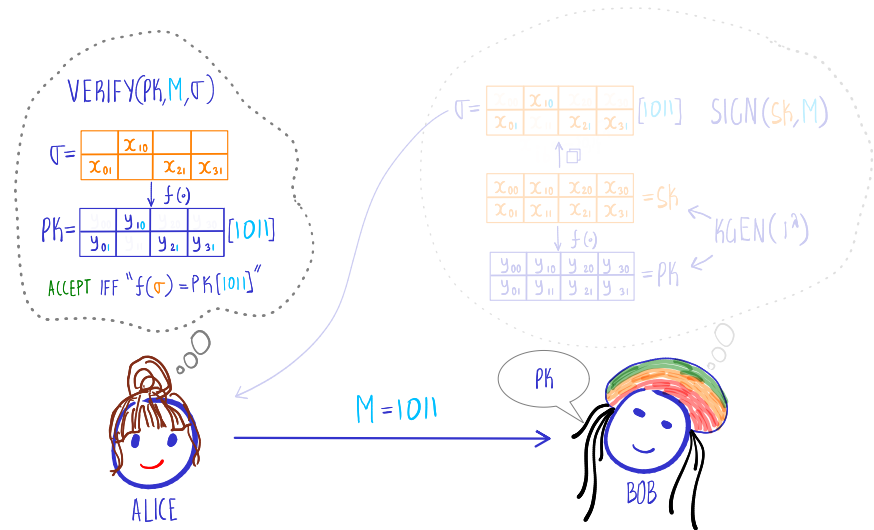 VERIFY(PK,M,σ)
σ=
x₁₀
x₀₁ x₂₁ x₃₁
f(·)
PK=
y₁₀
y₀₁ y₂₁ y₃₁
[1011]
ACCEPT IFF "f(σ)=PK[1011]"
σ=
x₁₀
x₀₁ x₂₁ x₃₁
[1011]
SIGN(SK,M)
x₀₀ x₁₀ x₂₀ x₃₀
x₀₁ x₁₁ x₂₁ x₃₁
=SK
f(·)
KGEN(1^λ)
y₀₀ y₁₀ y₂₀ y₃₀
y₀₁ y₁₁ y₂₁ y₃₁
=PK
PK
M=1011
ALICE
BOB